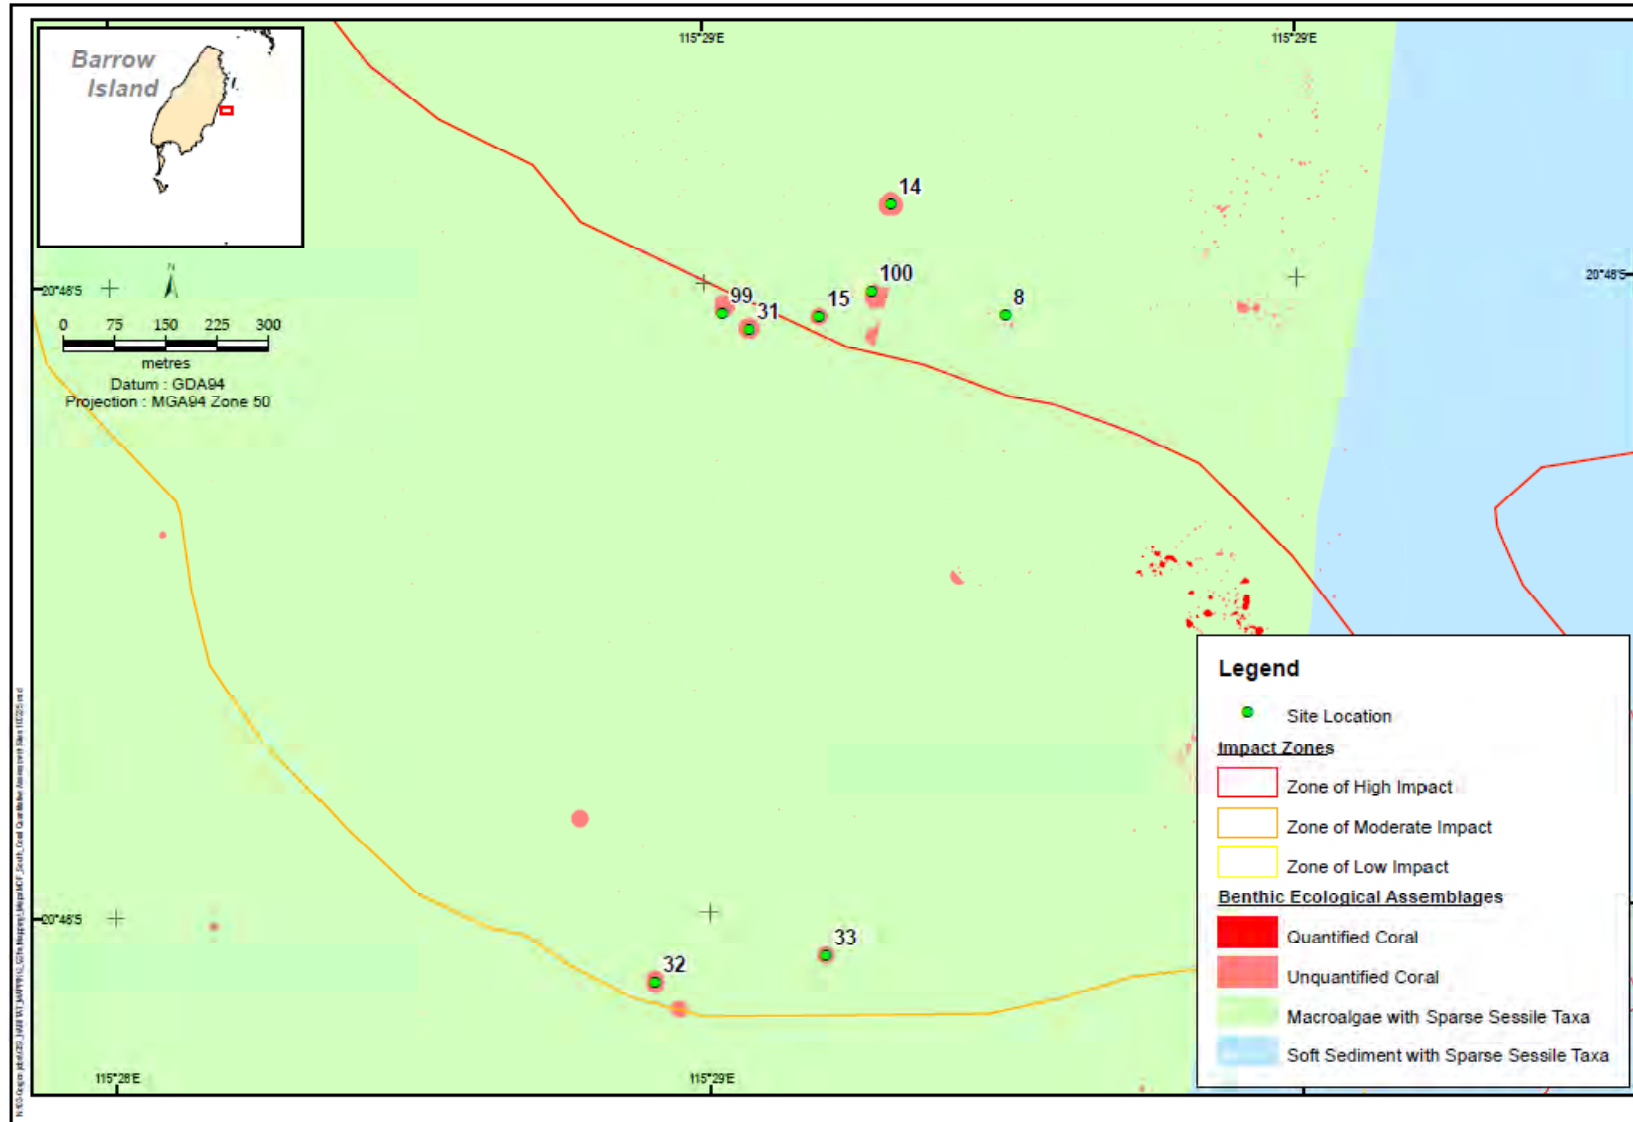 Barrow
Island
115°29'E
115°29'E
14
100
20°48'S
20°48'S
99
15
8
31
N
0 75 150 225 300
metres
Datum : GDA94
Projection : MGA94 Zone 50
Legend
Site Location
Impact Zones
Zone of High Impact
Zone of Moderate Impact
Zone of Low Impact
Benthic Ecological Assemblages
Quantified Coral
Unquantified Coral
Macroalgae with Sparse Sessile Taxa
Soft Sediment with Sparse Sessile Taxa
20°48'S
33
32
115°28'E
115°29'E